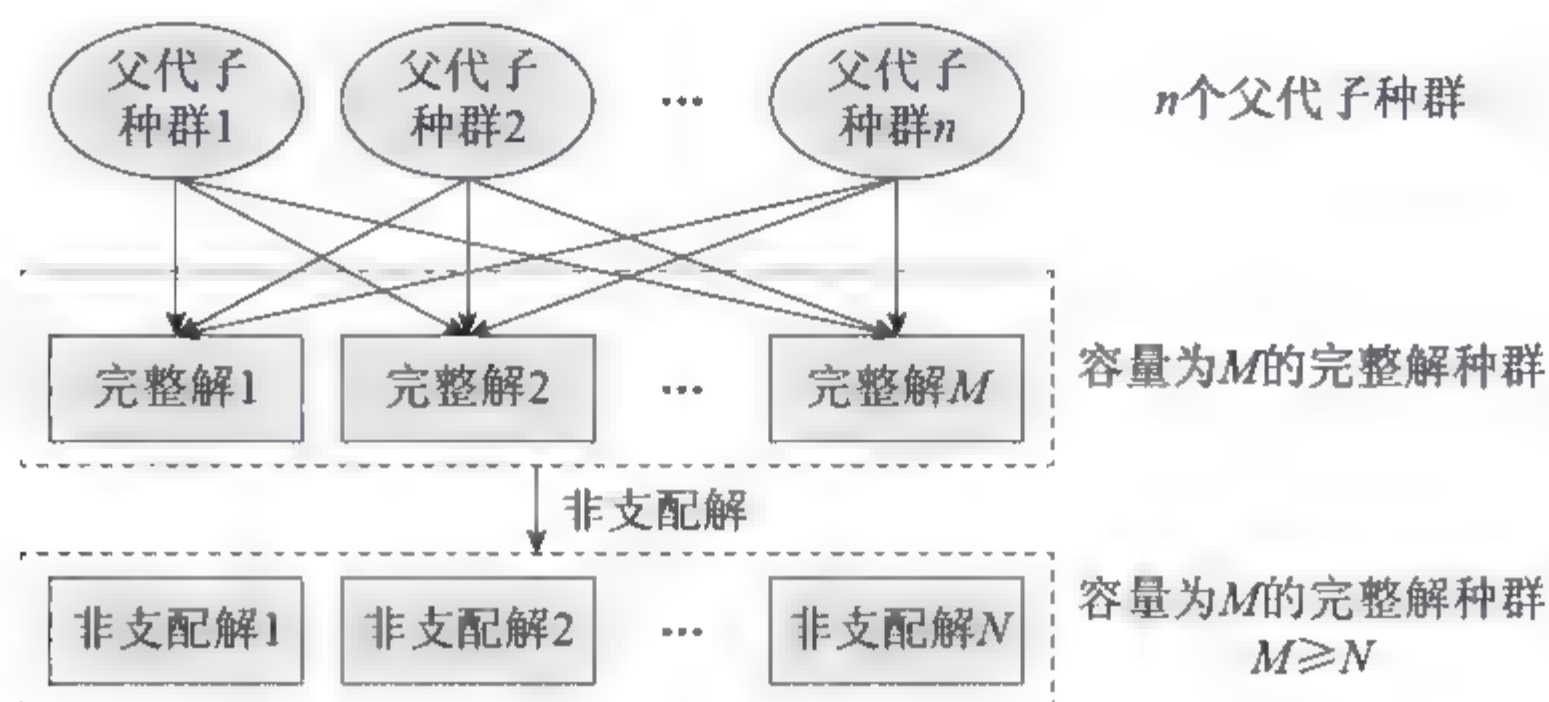 父代子
种群1
父代子
种群2
...
父代子
种群n
n个父代子种群
完整解1
完整解2
...
完整解M
容量为M的完整解种群
非支配解
非支配解1
非支配解2
...
非支配解N
容量为M的完整解种群
M≥N